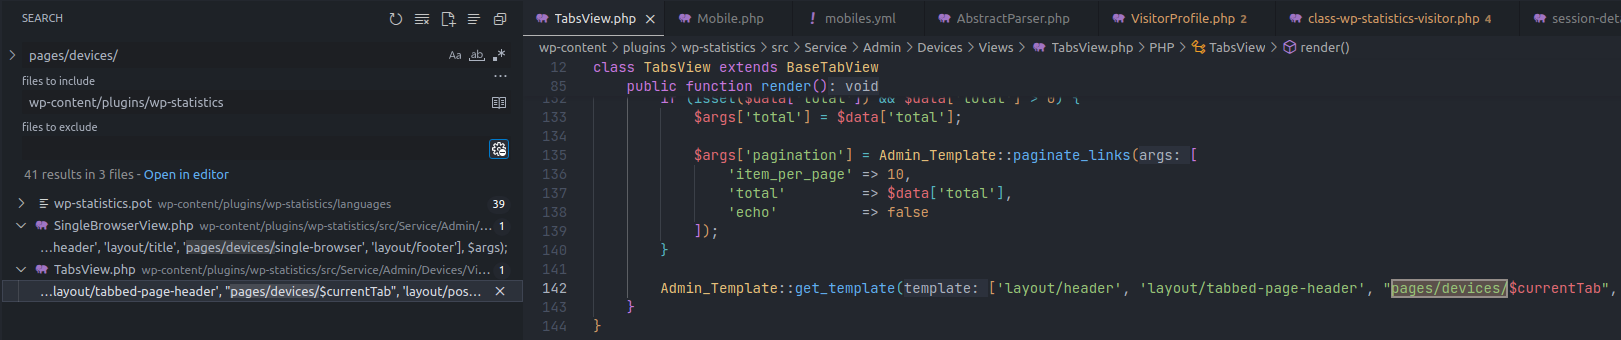 SEARCH
pages/devices/
Aa ab .*
files to include
...
wp-content/plugins/wp-statistics
files to exclude
41 results in 3 files - Open in editor
wp-statistics.pot wp-content/plugins/wp-statistics/languages 39
SingleBrowserView.php wp-content/plugins/wp-statistics/src/Service/Admin/... 1
...header', 'layout/title', 'pages/devices/single-browser', 'layout/footer'], $args);
TabsView.php wp-content/plugins/wp-statistics/src/Service/Admin/Devices/Vi... 1
...layout/tabbed-page-header', "pages/devices/$currentTab", 'layout/pos...
TabsView.php Mobile.php ! mobiles.yml AbstractParser.php VisitorProfile.php 2 class-wp-statistics-visitor.php 4 session-det
wp-content > plugins > wp-statistics > src > Service > Admin > Devices > Views > TabsView.php > PHP > TabsView > render()
12 class TabsView extends BaseTabView
85 public function render(): void
132 if (isset($data['total']) && $data['total'] > 0) {
133 $args['total'] = $data['total'];
134
135 $args['pagination'] = Admin_Template::paginate_links(args: [
136 'item_per_page' => 10,
137 'total' => $data['total'],
138 'echo' => false
139 ]);
140 }
141
142 Admin_Template::get_template(template: ['layout/header', 'layout/tabbed-page-header', "pages/devices/$currentTab",
143 }
144 }